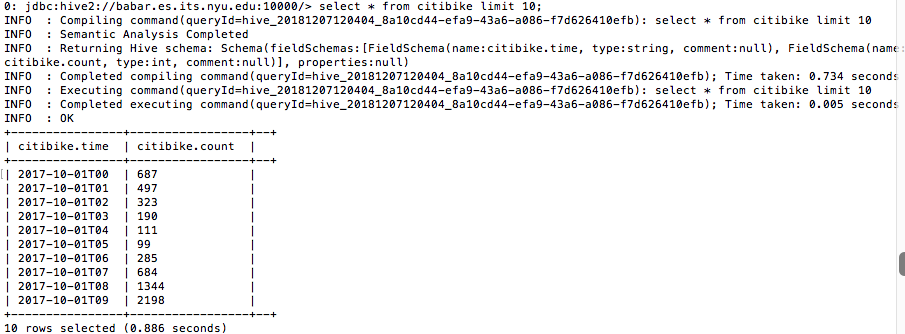 0: jdbc:hive2://babar.es.its.nyu.edu:10000/> select * from citibike limit 10;
INFO  : Compiling command(queryId=hive_20181207120404_8a10cd44-efa9-43a6-a086-f7d626410efb): select * from citibike limit 10
INFO  : Semantic Analysis Completed
INFO  : Returning Hive schema: Schema(fieldSchemas:[FieldSchema(name:citibike.time, type:string, comment:null), FieldSchema(name:
citibike.count, type:int, comment:null)], properties:null)
INFO  : Completed compiling command(queryId=hive_20181207120404_8a10cd44-efa9-43a6-a086-f7d626410efb); Time taken: 0.734 seconds
INFO  : Executing command(queryId=hive_20181207120404_8a10cd44-efa9-43a6-a086-f7d626410efb): select * from citibike limit 10
INFO  : Completed executing command(queryId=hive_20181207120404_8a10cd44-efa9-43a6-a086-f7d626410efb); Time taken: 0.005 seconds
INFO  : OK
+----------------+-----------------+--+
| citibike.time  | citibike.count  |
+----------------+-----------------+--+
| 2017-10-01T00  | 687             |
| 2017-10-01T01  | 497             |
| 2017-10-01T02  | 323             |
| 2017-10-01T03  | 190             |
| 2017-10-01T04  | 111             |
| 2017-10-01T05  | 99              |
| 2017-10-01T06  | 285             |
| 2017-10-01T07  | 684             |
| 2017-10-01T08  | 1344            |
| 2017-10-01T09  | 2198            |
+----------------+-----------------+--+
10 rows selected (0.886 seconds)